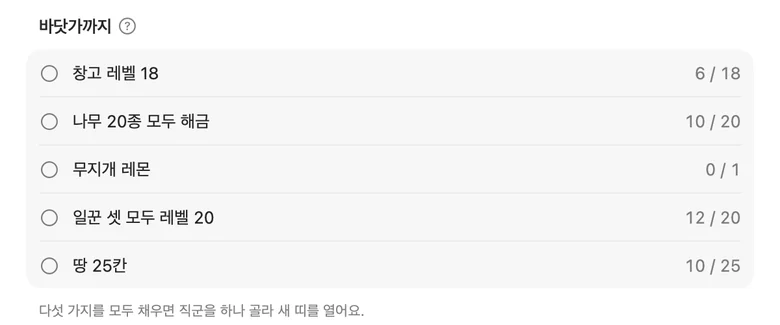 바닷가까지 ?
창고 레벨 18 6 / 18
나무 20종 모두 해금 10 / 20
무지개 레몬 0 / 1
일꾼 셋 모두 레벨 20 12 / 20
땅 25칸 10 / 25
다섯 가지를 모두 채우면 직군을 하나 골라 새 띠를 열어요.